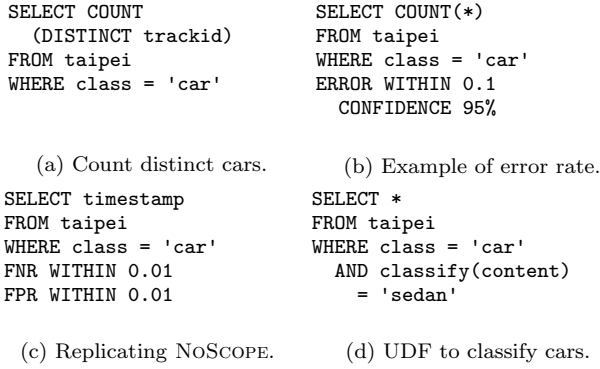 SELECT COUNT
(DISTINCT trackid)
FROM taipei
WHERE class = 'car'
(a) Count distinct cars.
SELECT COUNT(*)
FROM taipei
WHERE class = 'car'
ERROR WITHIN 0.1
CONFIDENCE 95%
(b) Example of error rate.
SELECT timestamp
FROM taipei
WHERE class = 'car'
FNR WITHIN 0.01
FPR WITHIN 0.01
(c) Replicating NoScope.
SELECT *
FROM taipei
WHERE class = 'car'
AND classify(content)
= 'sedan'
(d) UDF to classify cars.